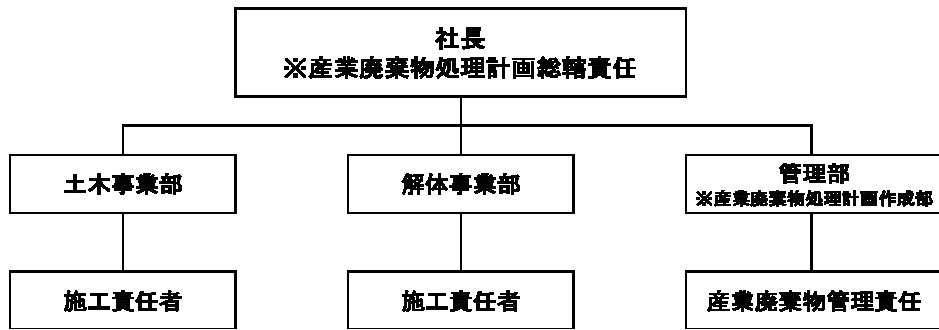 社長
※産業廃棄物処理計画総轄責任
土木事業部
解体事業部
管理部
※産業廃棄物処理計画作成部
施工責任者
施工責任者
産業廃棄物管理責任